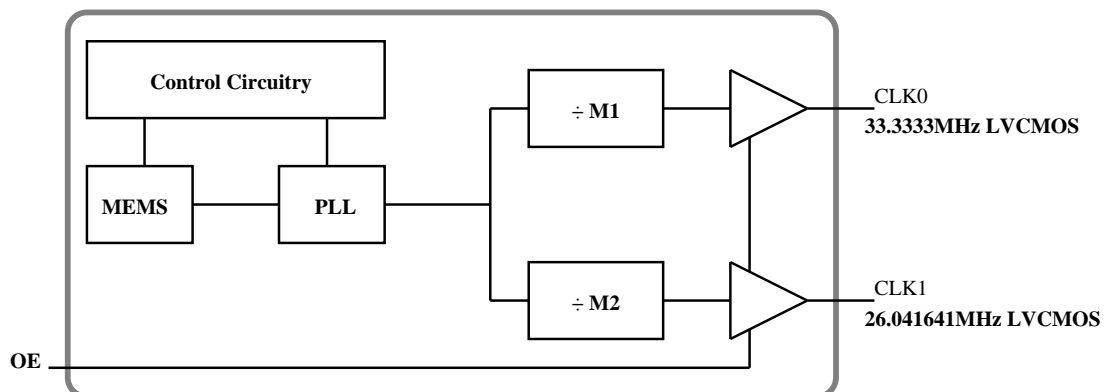 Control Circuitry
MEMS
PLL
÷ M1
÷ M2
CLK0
33.3333MHz LVCMOS
CLK1
26.041641MHz LVCMOS
OE